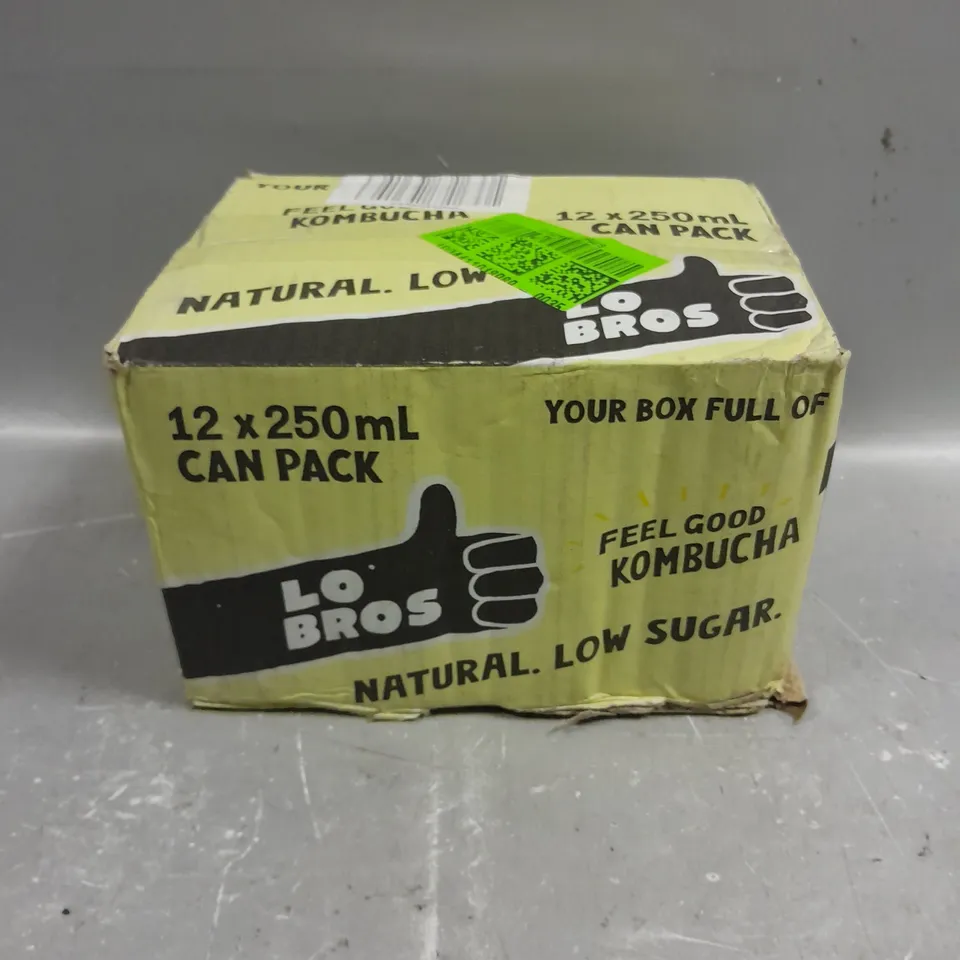 YOUR
FEEL
KOMBUCHA
12 x 250mL
CAN PACK
NATURAL. LOW
LO
BROS
12 x 250mL
CAN PACK
YOUR BOX FULL OF
FEEL GOOD
KOMBUCHA
LO
BROS
NATURAL. LOW SUGAR.